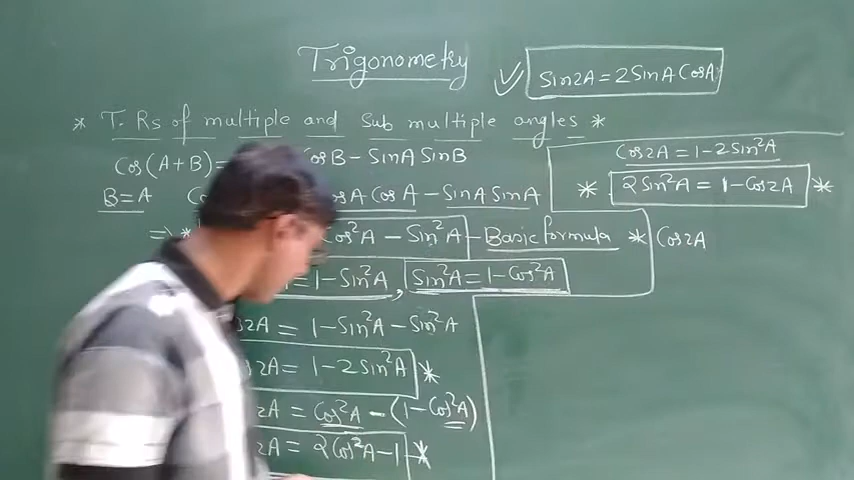 Trigonometry
Sin2A = 2SinA CosA
* T. Rs of multiple and Sub multiple angles *
Cos(A+B) = CosB - SinA SinB
B=A CosA CosA - SinA SinA
⇒ * Cos²A - Sin²A - Basic formula *
= 1 - Sin²A , Sin²A = 1 - Cos²A
2A = 1 - Sin²A - Sin²A
2A = 1 - 2Sin²A *
2A = Cos²A - (1 - Cos²A)
2A = 2Cos²A - 1 *
Cos2A = 1 - 2Sin²A
* 2Sin²A = 1 - Cos2A *
Cos2A